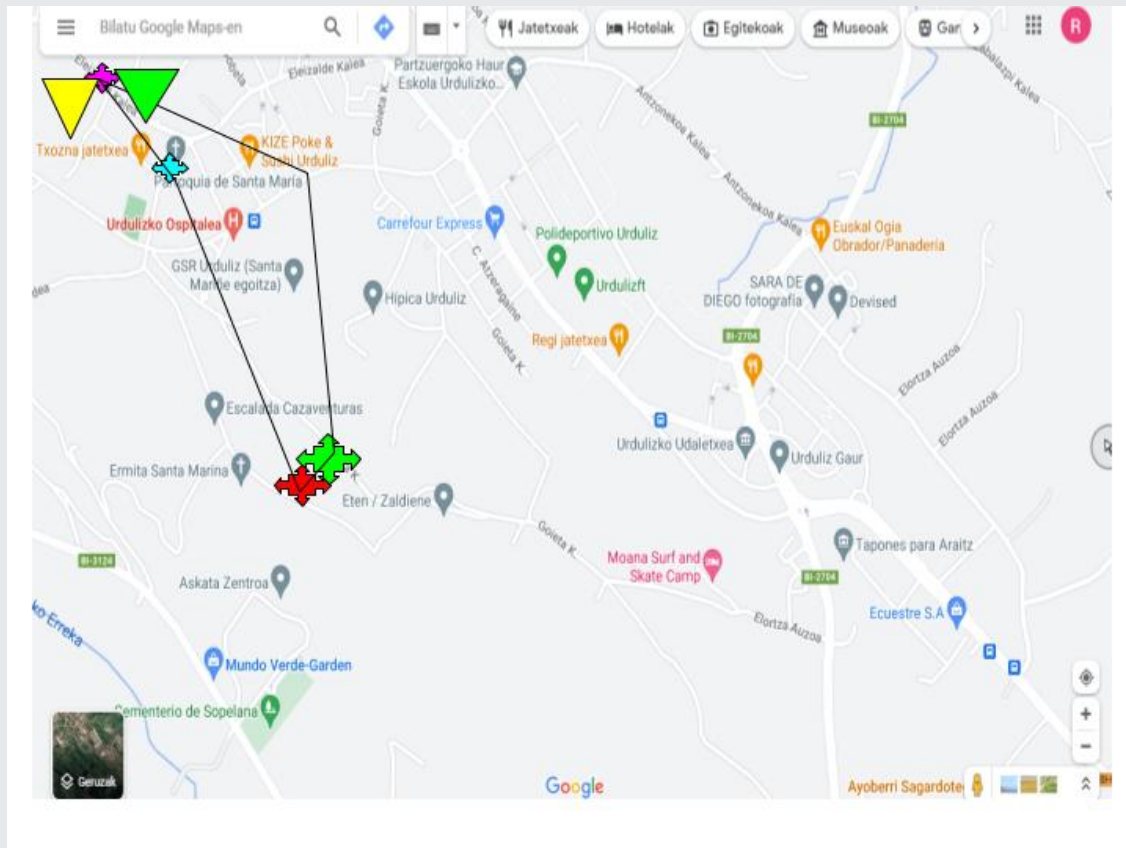 Bilatu Google Maps-en
Jatetxeak
Hotelak
Egitekoak
Museoak
Gar
R
Eleizalde Kalea
Partzuergoko Haur
Eskola Urdulizko...
Goieta K.
Antzonekoa Kalea
BI-2704
Txozna jatetxea
KIZE Poke &
Sushi Urduliz
Parroquia de Santa María
Antzonekoa Kalea
Urdulizko Ospitalea
Carrefour Express
Polideportivo Urduliz
Euskal Ogia
Obrador/Panaderia
GSR Urduliz (Santa
Marine egoitza)
C. Atzeragaine
Urdulizft
SARA DE
DIEGO fotografia
Devised
Hípica Urduliz
Goieta K.
Regi jatetxea
BI-2704
Elortza Auzoa
Escalada Cazaventuras
Elortza Auzoa
Urdulizko Udaletxea
Urduliz Gaur
Ermita Santa Marina
Eten / Zaldiene
Goieta K.
Tapones para Araitz
BI-3124
Moana Surf and
Skate Camp
BI-2704
Askata Zentroa
ko Erreka
Elortza Auzoa
Ecuestre S.A
Mundo Verde-Garden
Cementerio de Sopelana
Geruzak
Google
Ayoberri Sagardote